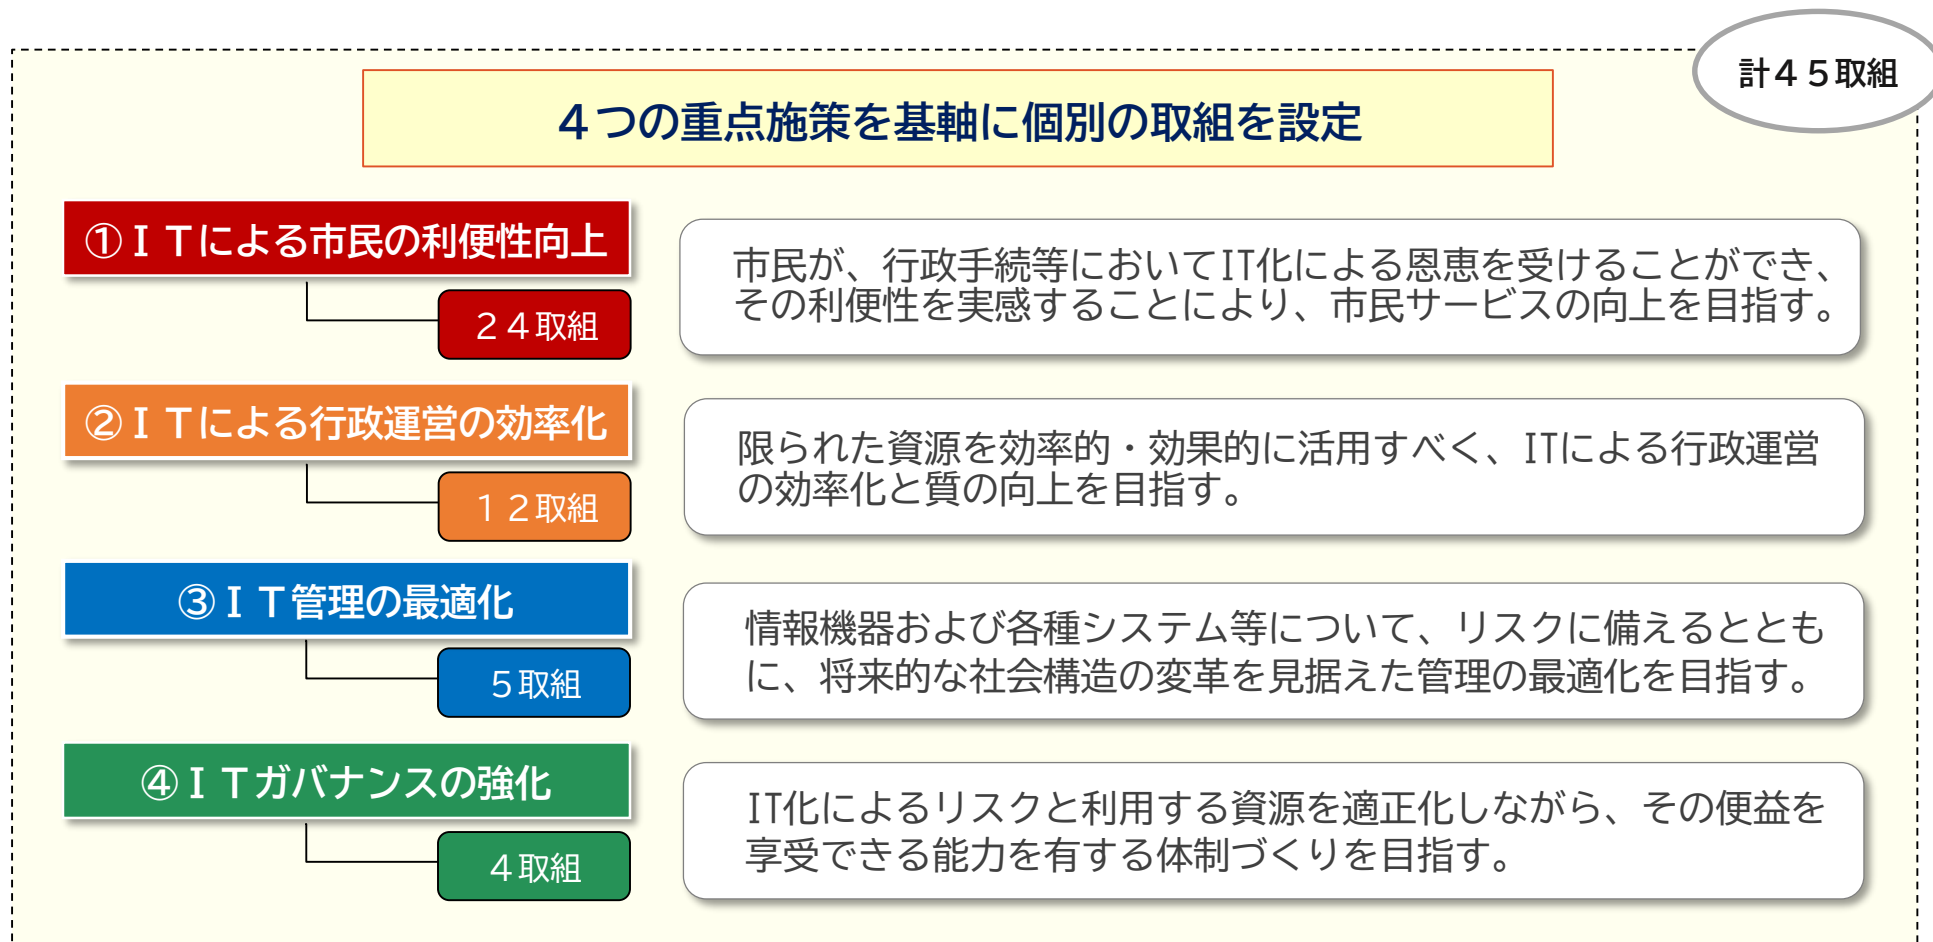 計４５取組
４つの重点施策を基軸に個別の取組を設定
①ＩＴによる市民の利便性向上
２４取組
市民が、行政手続等においてIT化による恩恵を受けることができ、
その利便性を実感することにより、市民サービスの向上を目指す。
②ＩＴによる行政運営の効率化
１２取組
限られた資源を効率的・効果的に活用すべく、ITによる行政運営
の効率化と質の向上を目指す。
③ＩＴ管理の最適化
５取組
情報機器および各種システム等について、リスクに備えるととも
に、将来的な社会構造の変革を見据えた管理の最適化を目指す。
④ＩＴガバナンスの強化
４取組
IT化によるリスクと利用する資源を適正化しながら、その便益を
享受できる能力を有する体制づくりを目指す。